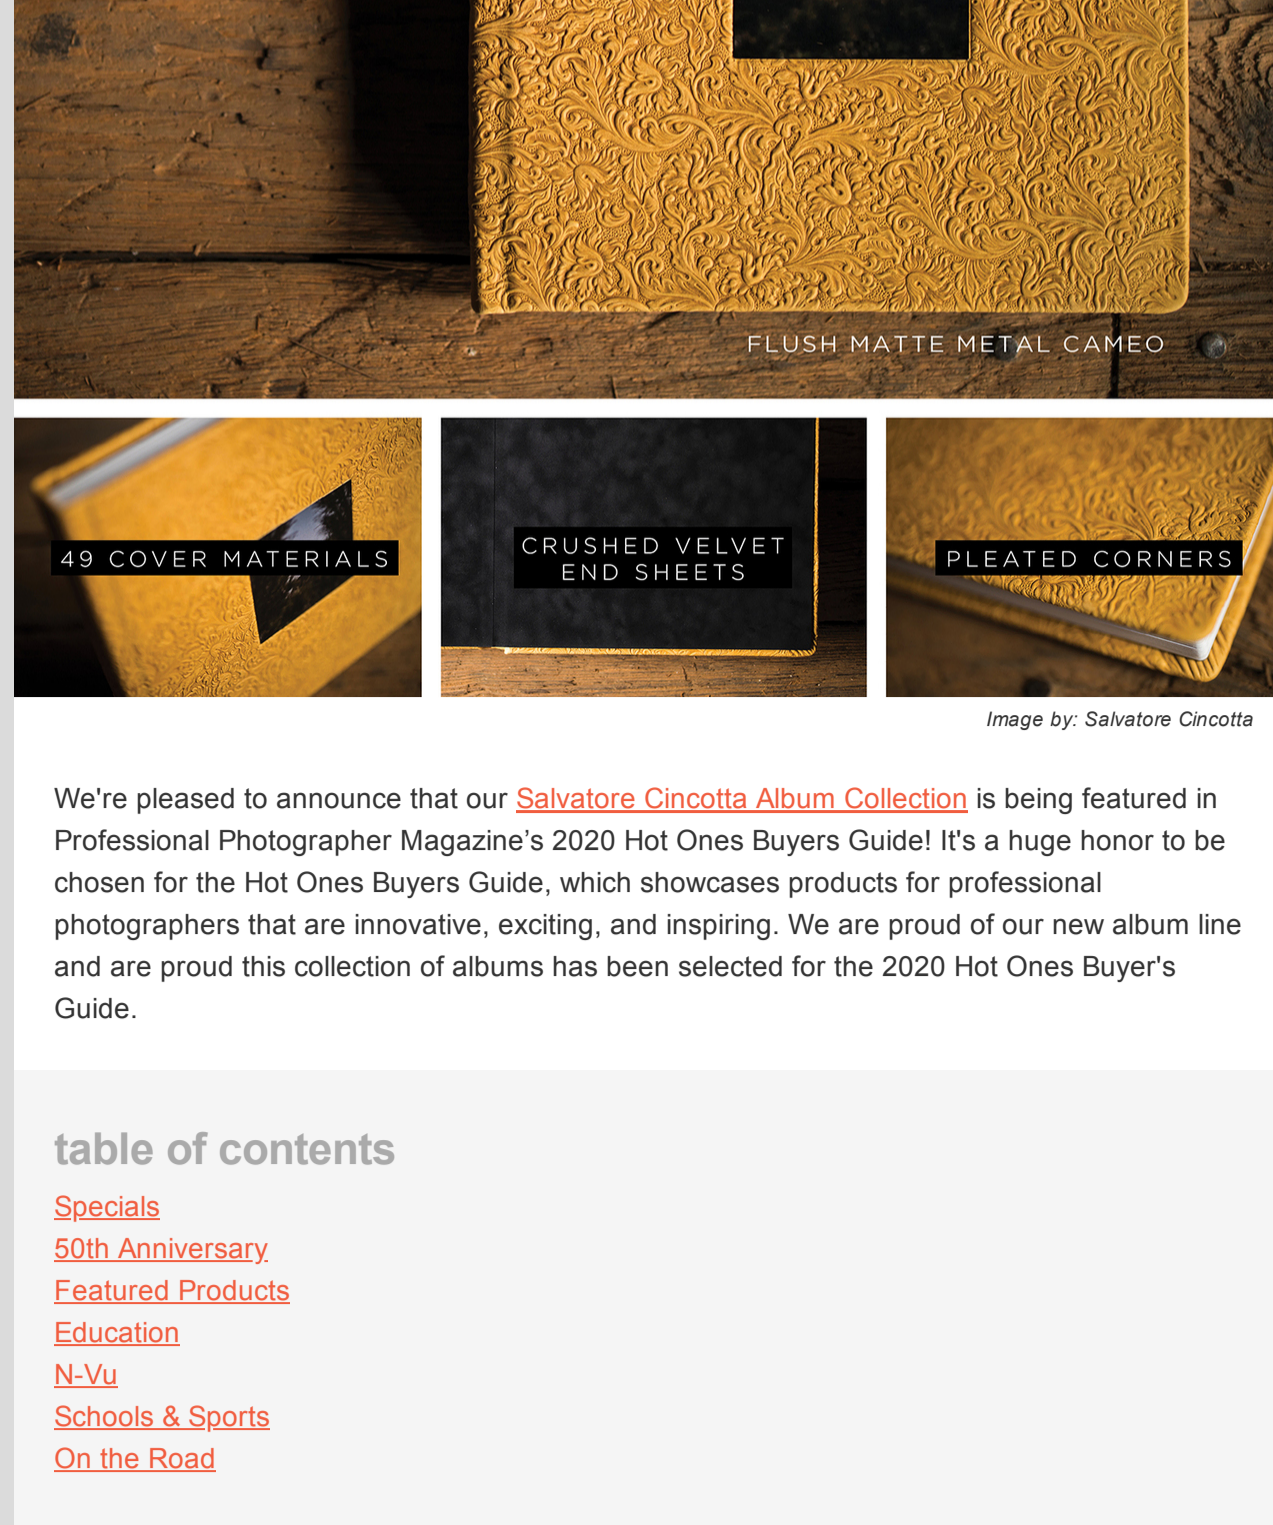 FLUSH MATTE METAL CAMEO
49 COVER MATERIALS
CRUSHED VELVET
END SHEETS
PLEATED CORNERS
Image by: Salvatore Cincotta
We're pleased to announce that our Salvatore Cincotta Album Collection is being featured in
Professional Photographer Magazine’s 2020 Hot Ones Buyers Guide! It's a huge honor to be
chosen for the Hot Ones Buyers Guide, which showcases products for professional
photographers that are innovative, exciting, and inspiring. We are proud of our new album line
and are proud this collection of albums has been selected for the 2020 Hot Ones Buyer's
Guide.
table of contents
Specials
50th Anniversary
Featured Products
Education
N-Vu
Schools & Sports
On the Road